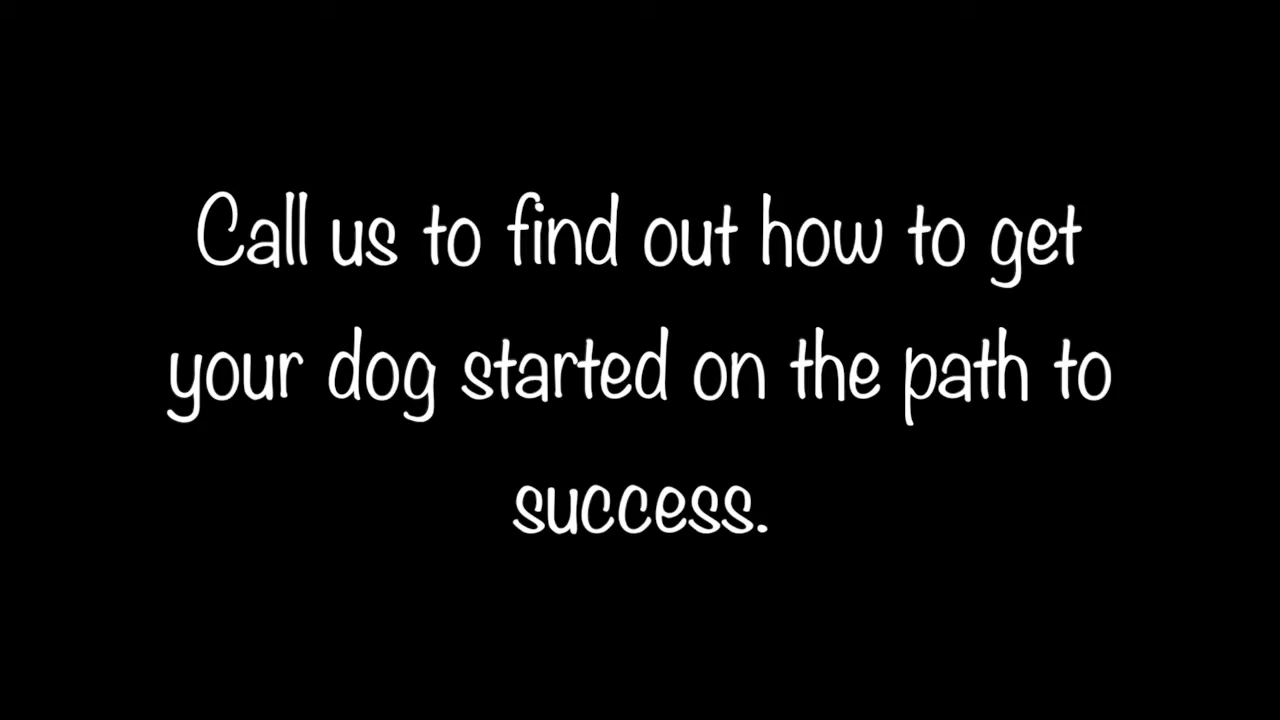 Call us to find out how to get
your dog started on the path to
success.